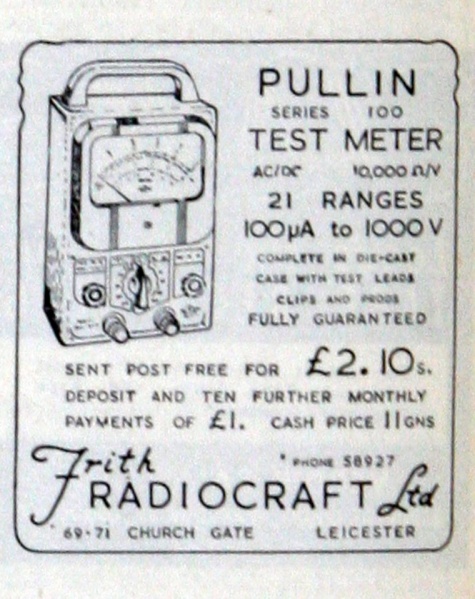 PULLIN
SERIES 100
TEST METER
AC/DC 10,000 Ω/V
21 RANGES
100µA to 1000V
COMPLETE IN DIE-CAST
CASE WITH TEST LEADS
CLIPS AND PRODS
FULLY GUARANTEED
SENT POST FREE FOR £2.10s.
DEPOSIT AND TEN FURTHER MONTHLY
PAYMENTS OF £1. CASH PRICE 11GNS
Frith
PHONE 58927
RADIOCRAFT Ltd
69-71 CHURCH GATE LEICESTER